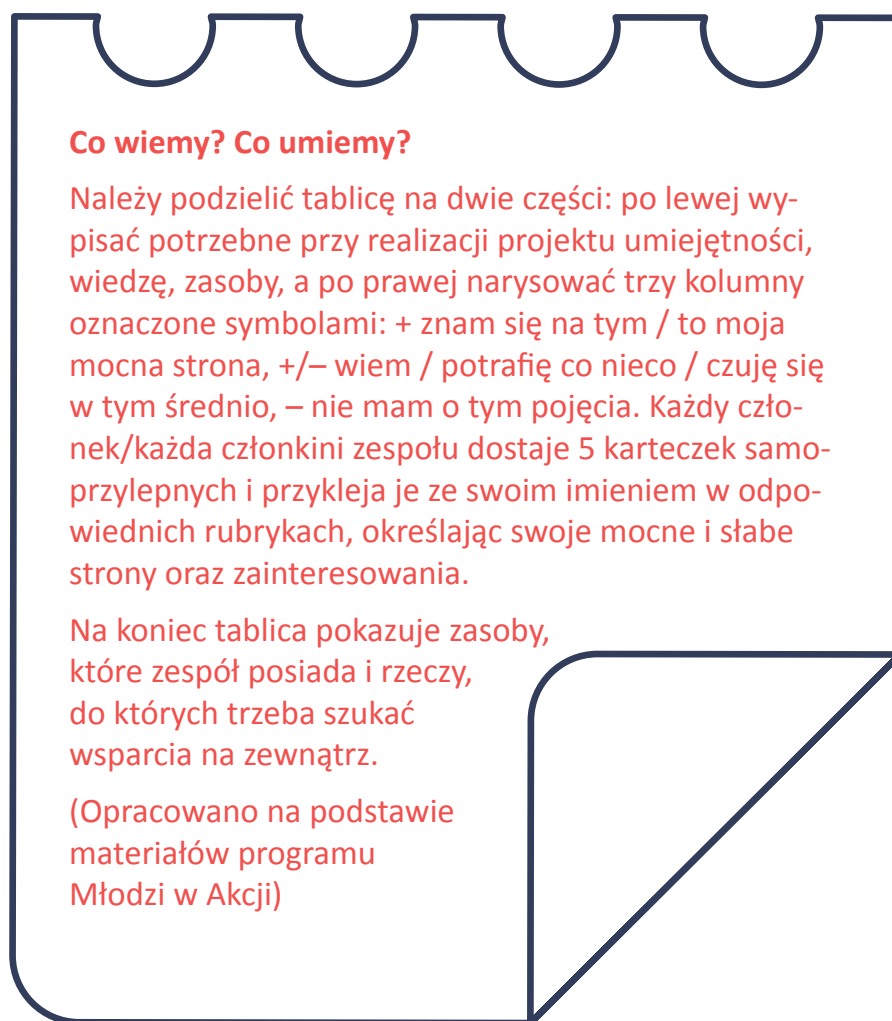 Co wiemy? Co umiemy?
Należy podzielić tablicę na dwie części: po lewej wy-
pisać potrzebne przy realizacji projektu umiejętności,
wiedzę, zasoby, a po prawej narysować trzy kolumny
oznaczone symbolami: + znam się na tym / to moja
mocna strona, +/– wiem / potrafię co nieco / czuję się
w tym średnio, – nie mam o tym pojęcia. Każdy czło-
nek/każda członkini zespołu dostaje 5 karteczek samo-
przylepnych i przykleja je ze swoim imieniem w odpo-
wiednich rubrykach, określając swoje mocne i słabe
strony oraz zainteresowania.
Na koniec tablica pokazuje zasoby,
które zespół posiada i rzeczy,
do których trzeba szukać
wsparcia na zewnątrz.
(Opracowano na podstawie
materiałów programu
Młodzi w Akcji)